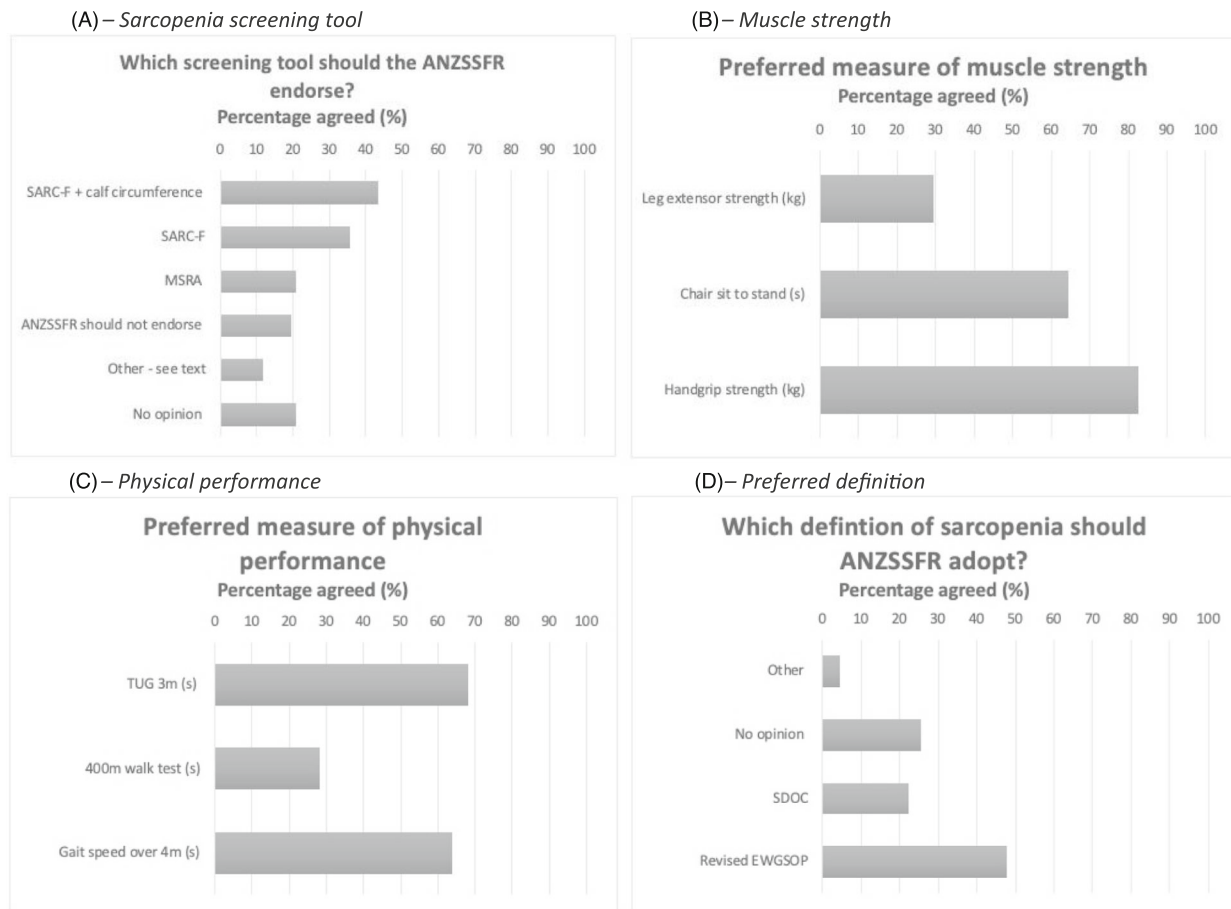 (A) – Sarcopenia screening tool
Which screening tool should the ANZSSFR
endorse?
Percentage agreed (%)
0 10 20 30 40 50 60 70 80 90 100
SARC-F + calf circumference
SARC-F
MSRA
ANZSSFR should not endorse
Other - see text
No opinion
(B) – Muscle strength
Preferred measure of muscle strength
Percentage agreed (%)
0 10 20 30 40 50 60 70 80 90 100
Leg extensor strength (kg)
Chair sit to stand (s)
Handgrip strength (kg)
(C) – Physical performance
Preferred measure of physical
performance
Percentage agreed (%)
0 10 20 30 40 50 60 70 80 90 100
TUG 3m (s)
400m walk test (s)
Gait speed over 4m (s)
(D) – Preferred definition
Which defintion of sarcopenia should
ANZSSFR adopt?
Percentage agreed (%)
0 10 20 30 40 50 60 70 80 90 100
Other
No opinion
SDOC
Revised EWGSOP